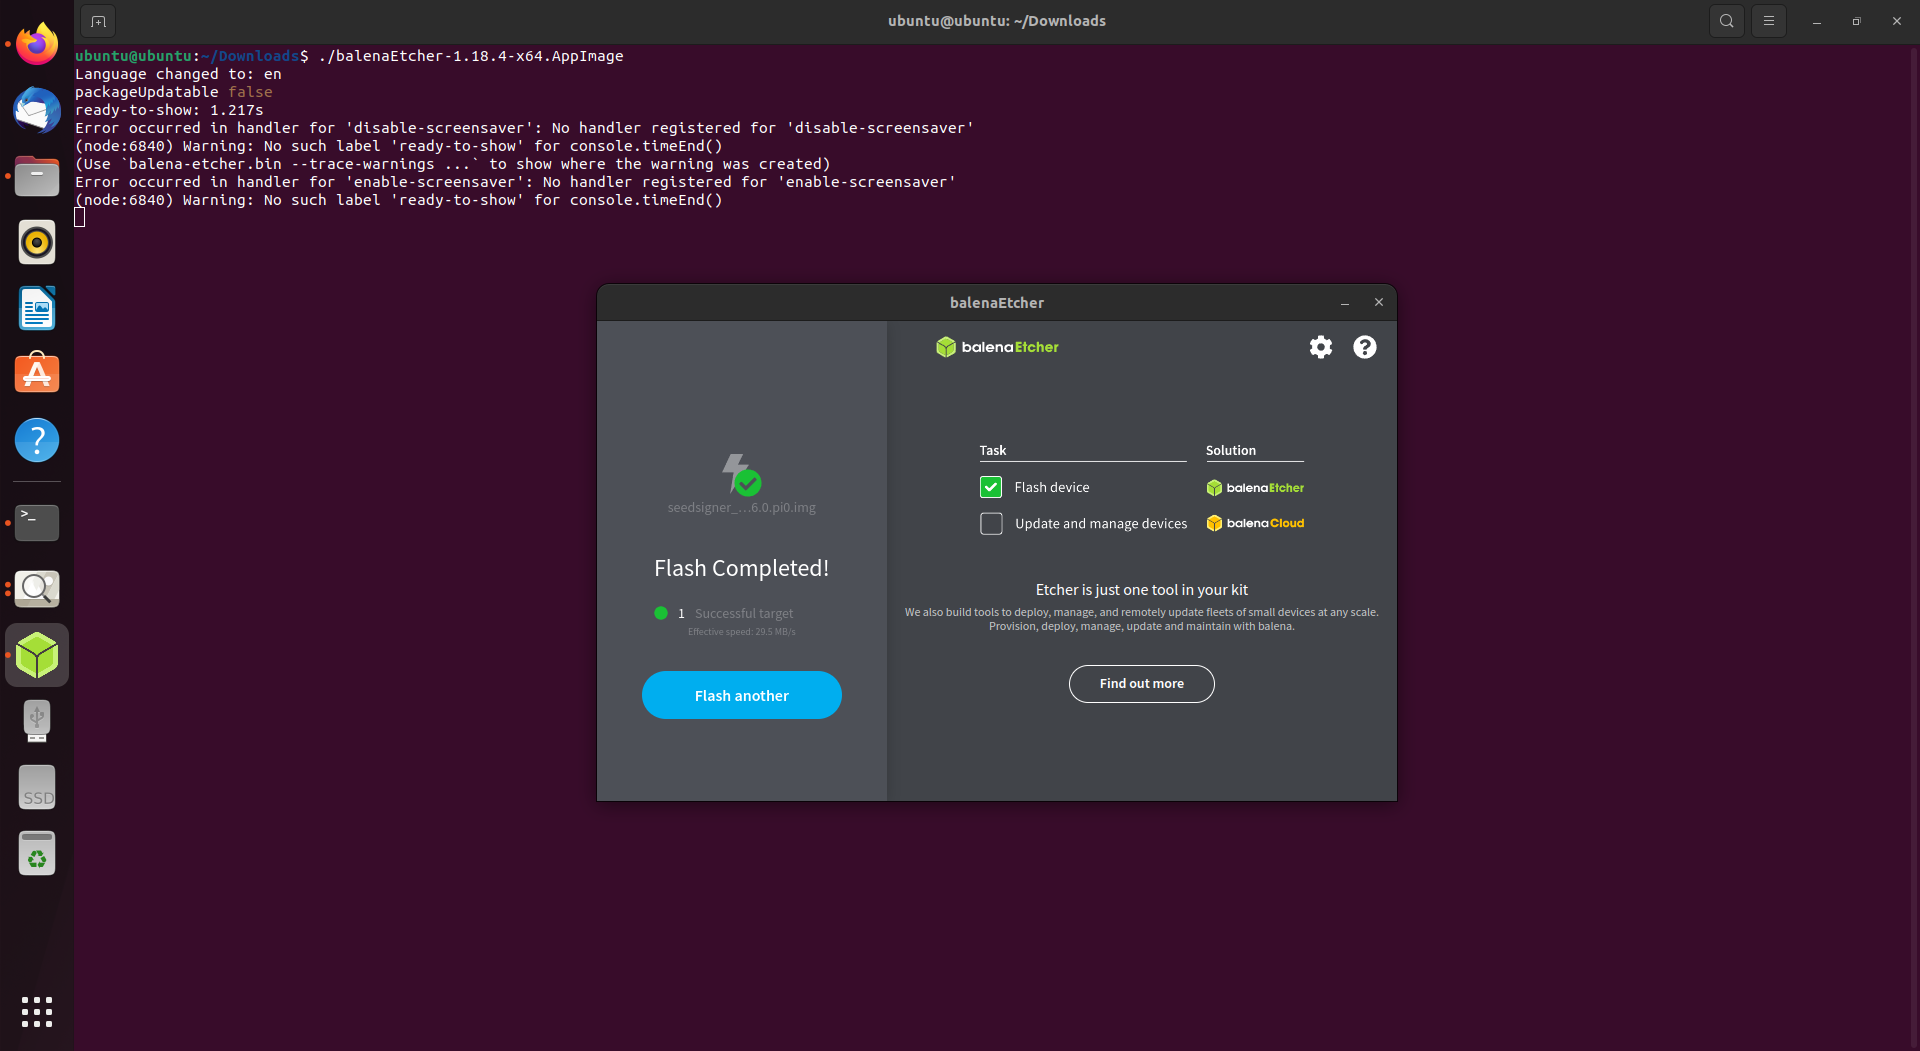 ubuntu@ubuntu: ~/Downloads
ubuntu@ubuntu:~/Downloads$ ./balenaEtcher-1.18.4-x64.AppImage
Language changed to: en
packageUpdatable false
ready-to-show: 1.217s
Error occurred in handler for 'disable-screensaver': No handler registered for 'disable-screensaver'
(node:6840) Warning: No such label 'ready-to-show' for console.timeEnd()
(Use `balena-etcher.bin --trace-warnings ...` to show where the warning was created)
Error occurred in handler for 'enable-screensaver': No handler registered for 'enable-screensaver'
(node:6840) Warning: No such label 'ready-to-show' for console.timeEnd()
balenaEtcher
seedsigner_...6.0.pi0.img
Flash Completed!
1 Successful target
Effective speed: 29.5 MB/s
Flash another
balenaEtcher
Task Solution
Flash device balenaEtcher
Update and manage devices balenaCloud
Etcher is just one tool in your kit
We also build tools to deploy, manage, and remotely update fleets of small devices at any scale.
Provision, deploy, manage, update and maintain with balena.
Find out more
>_
SSD